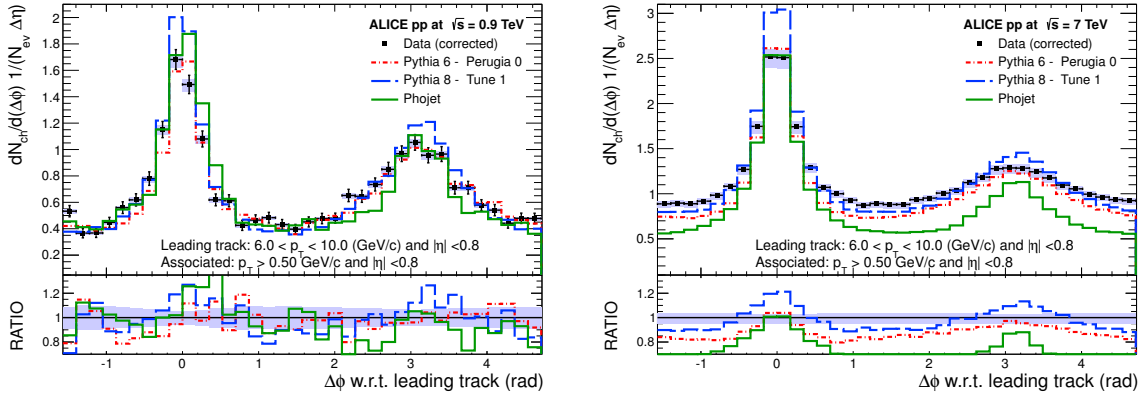 ALICE pp at √s = 0.9 TeV
Data (corrected)
Pythia 6 - Perugia 0
Pythia 8 - Tune 1
Phojet
dN_ch/d(Δϕ) 1/(N_ev Δη)
2
1.8
1.6
1.4
1.2
1
0.8
0.6
0.4
0.2
Leading track: 6.0 < p_T < 10.0 (GeV/c) and |η| <0.8
Associated: p_T > 0.50 GeV/c and |η| <0.8
RATIO
1.2
1
0.8
-1 0 1 2 3 4
Δϕ w.r.t. leading track (rad)
ALICE pp at √s = 7 TeV
Data (corrected)
Pythia 6 - Perugia 0
Pythia 8 - Tune 1
Phojet
dN_ch/d(Δϕ) 1/(N_ev Δη)
3
2.5
2
1.5
1
0.5
Leading track: 6.0 < p_T < 10.0 (GeV/c) and |η| <0.8
Associated: p_T > 0.50 GeV/c and |η| <0.8
RATIO
1.2
1
0.8
-1 0 1 2 3 4
Δϕ w.r.t. leading track (rad)